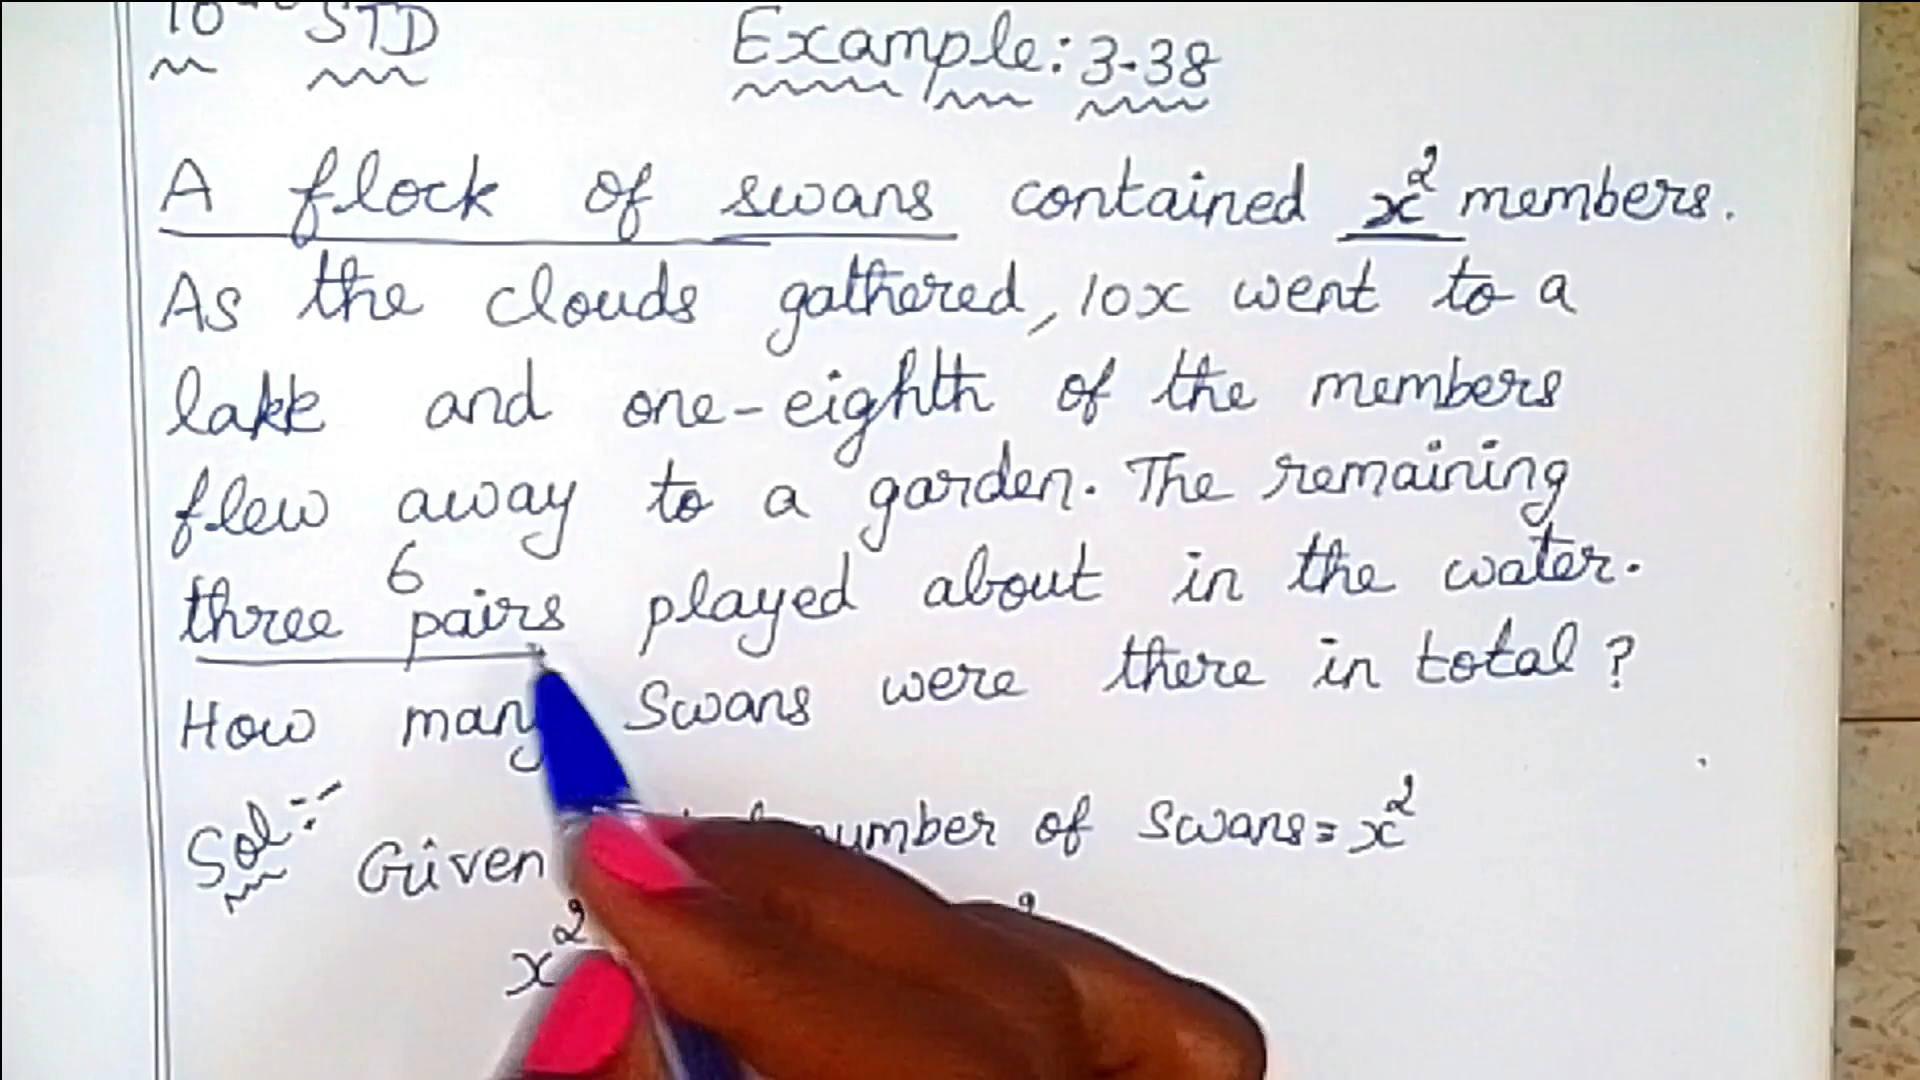 10 STD
Example: 3.38
A flock of swans contained x² members.
As the clouds gathered, 10x went to a
lake and one-eighth of the members
flew away to a garden. The remaining
6
three pairs played about in the water.
How many Swans were there in total?
Sol:- Given number of Swans = x²
x²